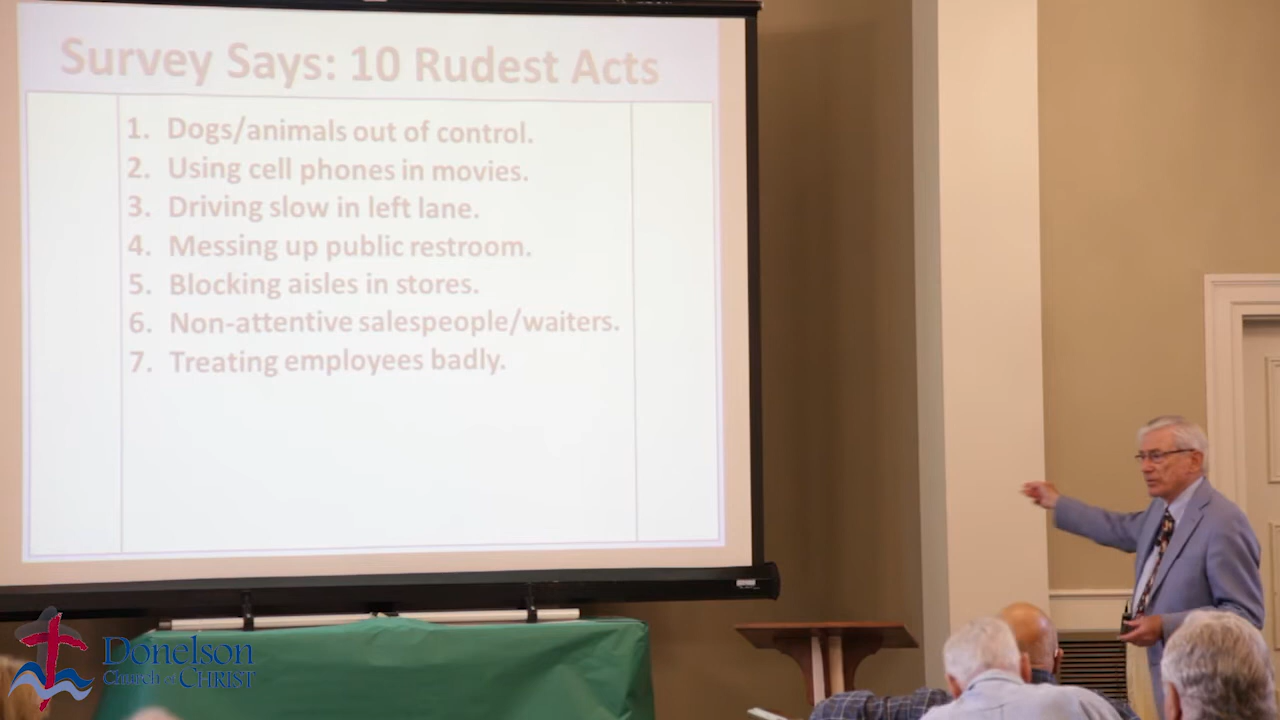 Survey Says: 10 Rudest Acts
1. Dogs/animals out of control.
2. Using cell phones in movies.
3. Driving slow in left lane.
4. Messing up public restroom.
5. Blocking aisles in stores.
6. Non-attentive salespeople/waiters.
7. Treating employees badly.
Donelson
Church of CHRIST